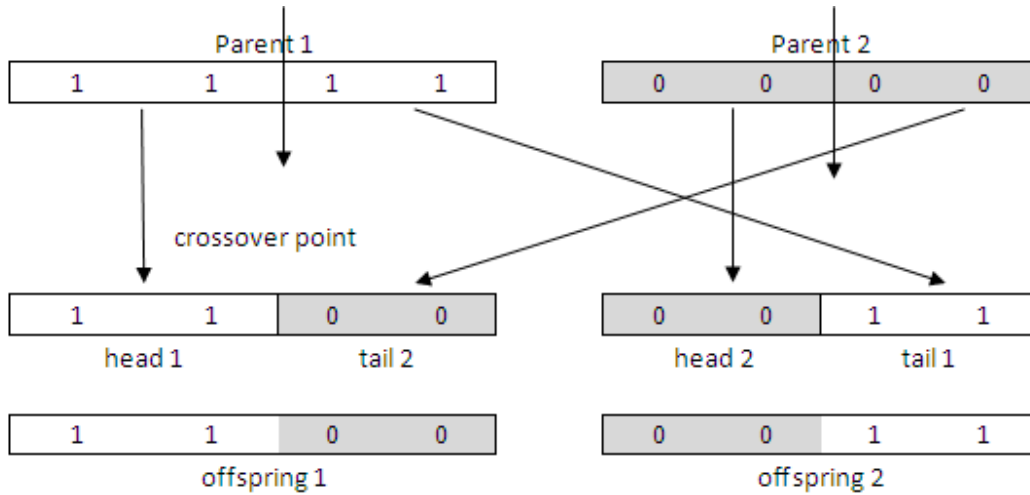 Parent 1 Parent 2
1 1 1 1 0 0 0 0
crossover point
1 1 0 0 0 0 1 1
head 1 tail 2 head 2 tail 1
1 1 0 0 0 0 1 1
offspring 1 offspring 2